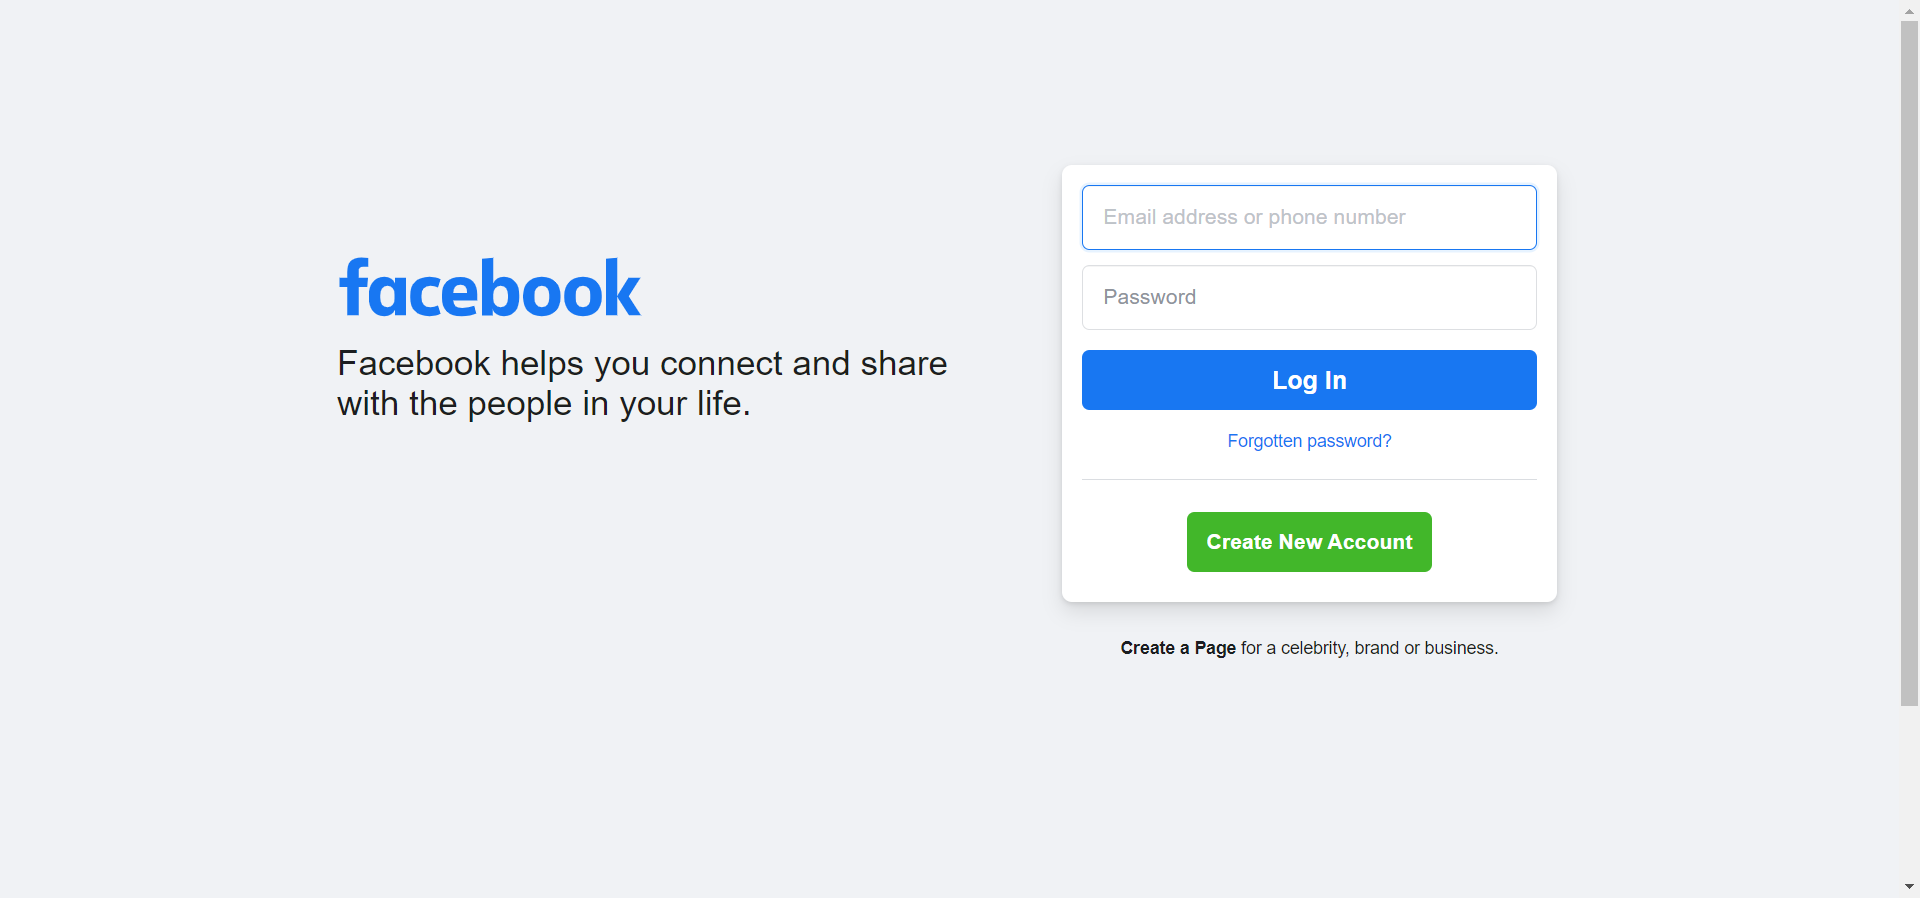 facebook
Facebook helps you connect and share
with the people in your life.
Email address or phone number
Password
Log In
Forgotten password?
Create New Account
Create a Page for a celebrity, brand or business.